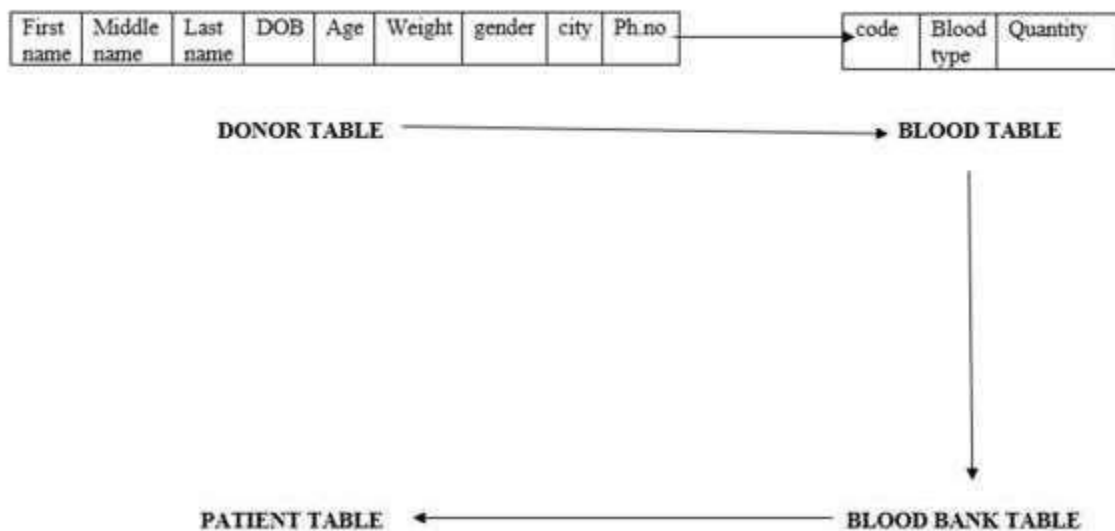 First name Middle name Last name DOB Age Weight gender city Ph.no
code Blood type Quantity
DONOR TABLE
BLOOD TABLE
PATIENT TABLE
BLOOD BANK TABLE